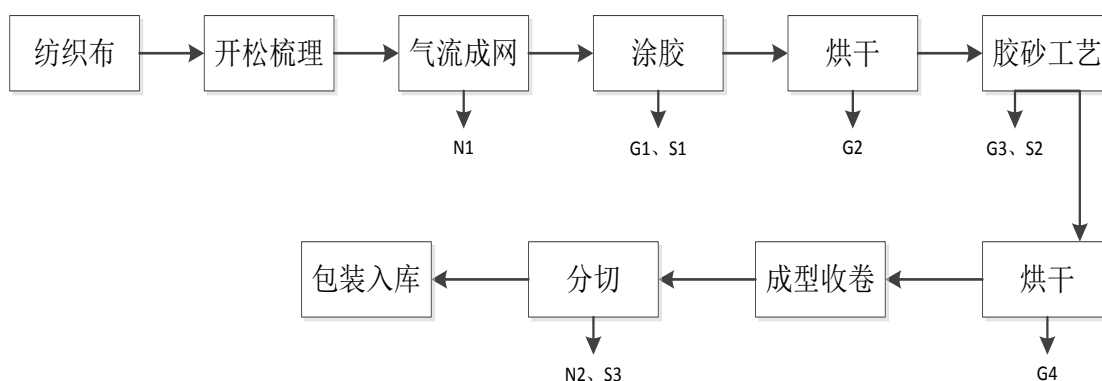 纺织布
开松梳理
气流成网
涂胶
烘干
胶砂工艺
N1
G1、S1
G2
G3、S2
包装入库
分切
成型收卷
烘干
N2、S3
G4